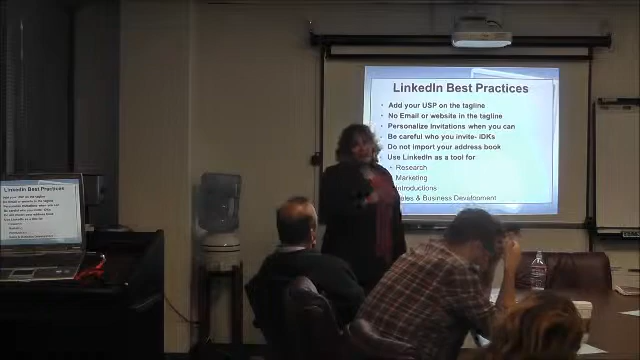 LinkedIn Best Practices
• Add your USP on the tagline
• No Email or website in the tagline
• Personalize Invitations when you can
• Be careful who you invite- IDKs
• Do not import your address book
• Use LinkedIn as a tool for
• Research
• Marketing
Introductions
& Business Development
LinkedIn Best Practices